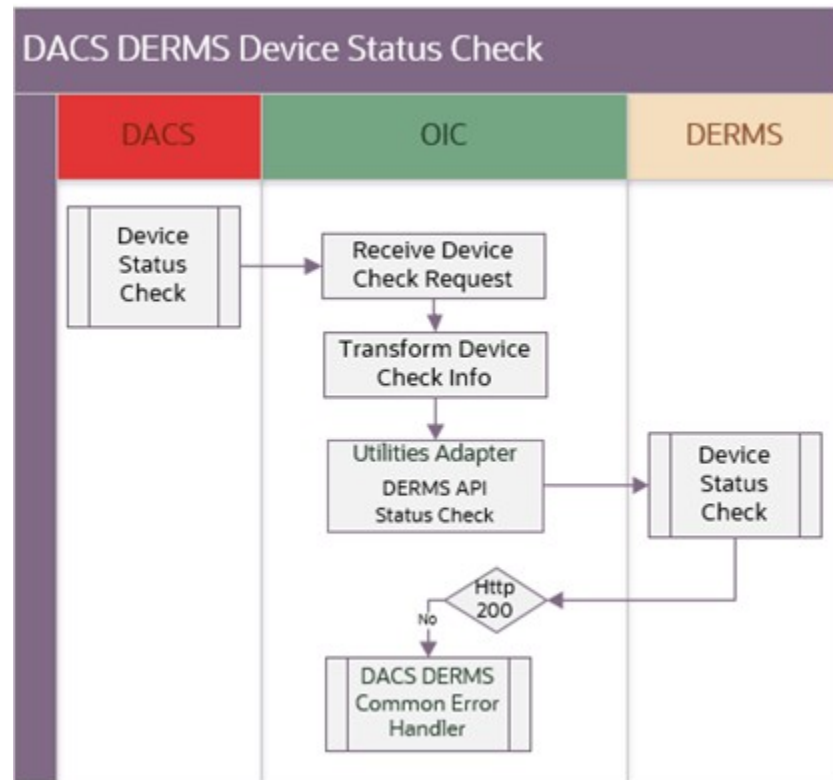 DACS DERMS Device Status Check
DACS
OIC
DERMS
Device
Status
Check
Receive Device
Check Request
Transform Device
Check Info
Utilities Adapter
DERMS API
Status Check
Device
Status
Check
Http
200
No
DACS DERMS
Common Error
Handler